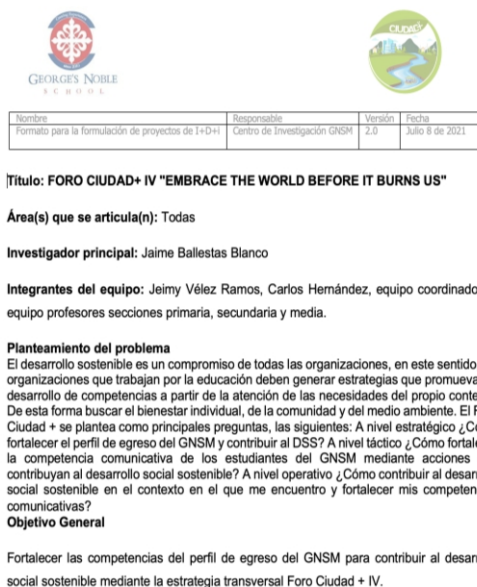 CIUDAD+
GEORGE'S NOBLE
SCHOOL
Nombre Responsable Versión Fecha
Formato para la formulación de proyectos de I+D+i Centro de Investigación GNSM 2.0 Julio 8 de 2021
Título: FORO CIUDAD+ IV "EMBRACE THE WORLD BEFORE IT BURNS US"
Área(s) que se articula(n): Todas
Investigador principal: Jaime Ballestas Blanco
Integrantes del equipo: Jeimy Vélez Ramos, Carlos Hernández, equipo coordinado
equipo profesores secciones primaria, secundaria y media.
Planteamiento del problema
El desarrollo sostenible es un compromiso de todas las organizaciones, en este sentido
organizaciones que trabajan por la educación deben generar estrategias que promueva
desarrollo de competencias a partir de la atención de las necesidades del propio conte
De esta forma buscar el bienestar individual, de la comunidad y del medio ambiente. El F
Ciudad + se plantea como principales preguntas, las siguientes: A nivel estratégico ¿Có
fortalecer el perfil de egreso del GNSM y contribuir al DSS? A nivel táctico ¿Cómo fortale
la competencia comunicativa de los estudiantes del GNSM mediante acciones
contribuyan al desarrollo social sostenible? A nivel operativo ¿Cómo contribuir al desar
social sostenible en el contexto en el que me encuentro y fortalecer mis competen
comunicativas?
Objetivo General
Fortalecer las competencias del perfil de egreso del GNSM para contribuir al desar
social sostenible mediante la estrategia transversal Foro Ciudad + IV.